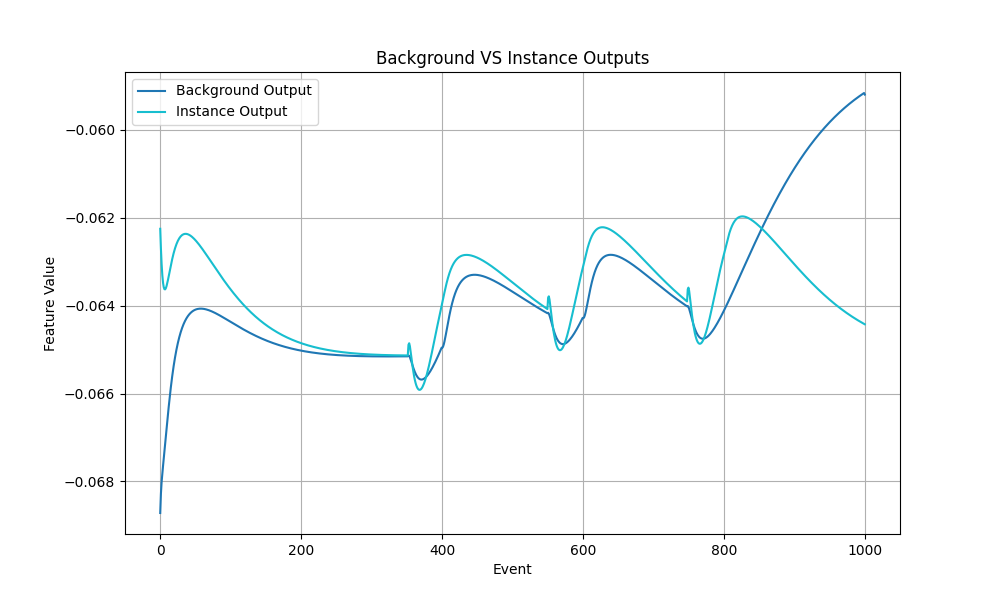 Background VS Instance Outputs
Background Output
Instance Output
−0.060
−0.062
−0.064
−0.066
−0.068
Feature Value
0 200 400 600 800 1000
Event